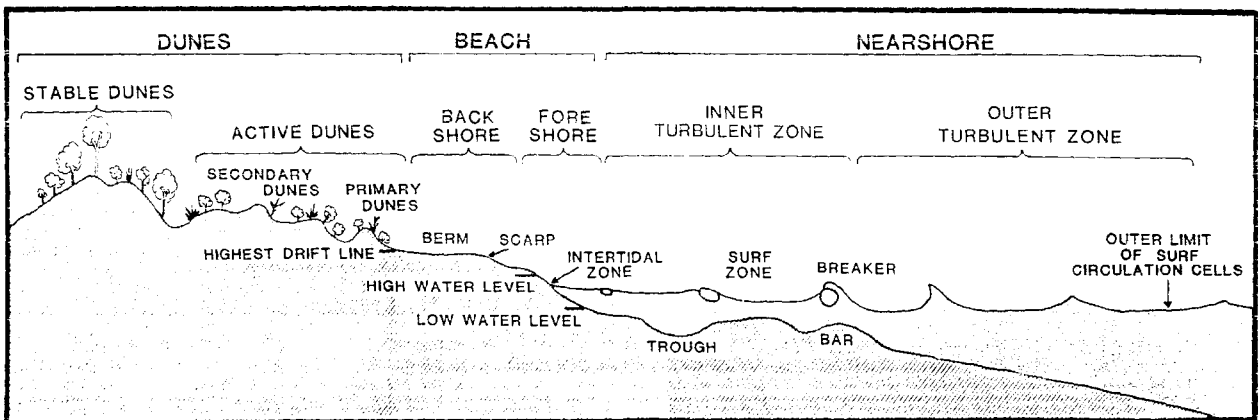 DUNES
BEACH
NEARSHORE
STABLE DUNES
ACTIVE DUNES
BACK
SHORE
FORE
SHORE
INNER
TURBULENT ZONE
OUTER
TURBULENT ZONE
SECONDARY
DUNES
PRIMARY
DUNES
HIGHEST DRIFT LINE
BERM
SCARP
INTERTIDAL
ZONE
SURF
ZONE
BREAKER
OUTER LIMIT
OF SURF
CIRCULATION CELLS
HIGH WATER LEVEL
LOW WATER LEVEL
TROUGH
BAR